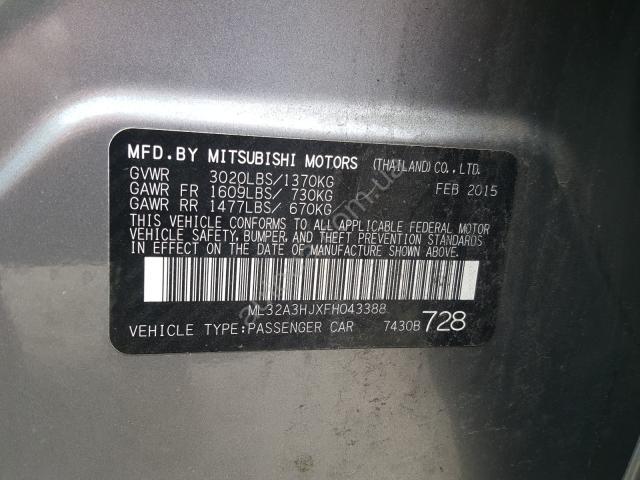 MFD.BY MITSUBISHI MOTORS (THAILAND)CO.,LTD.
GVWR 3020LBS/1370KG FEB 2015
GAWR FR 1609LBS/ 730KG
GAWR RR 1477LBS/ 670KG
THIS VEHICLE CONFORMS TO ALL APPLICABLE FEDERAL MOTOR
VEHICLE SAFETY, BUMPER, AND THEFT PREVENTION STANDARDS
IN EFFECT ON THE DATE OF MANUFACTURE SHOWN ABOVE.
ML32A3HJXFH043388
VEHICLE TYPE:PASSENGER CAR 7430B 728